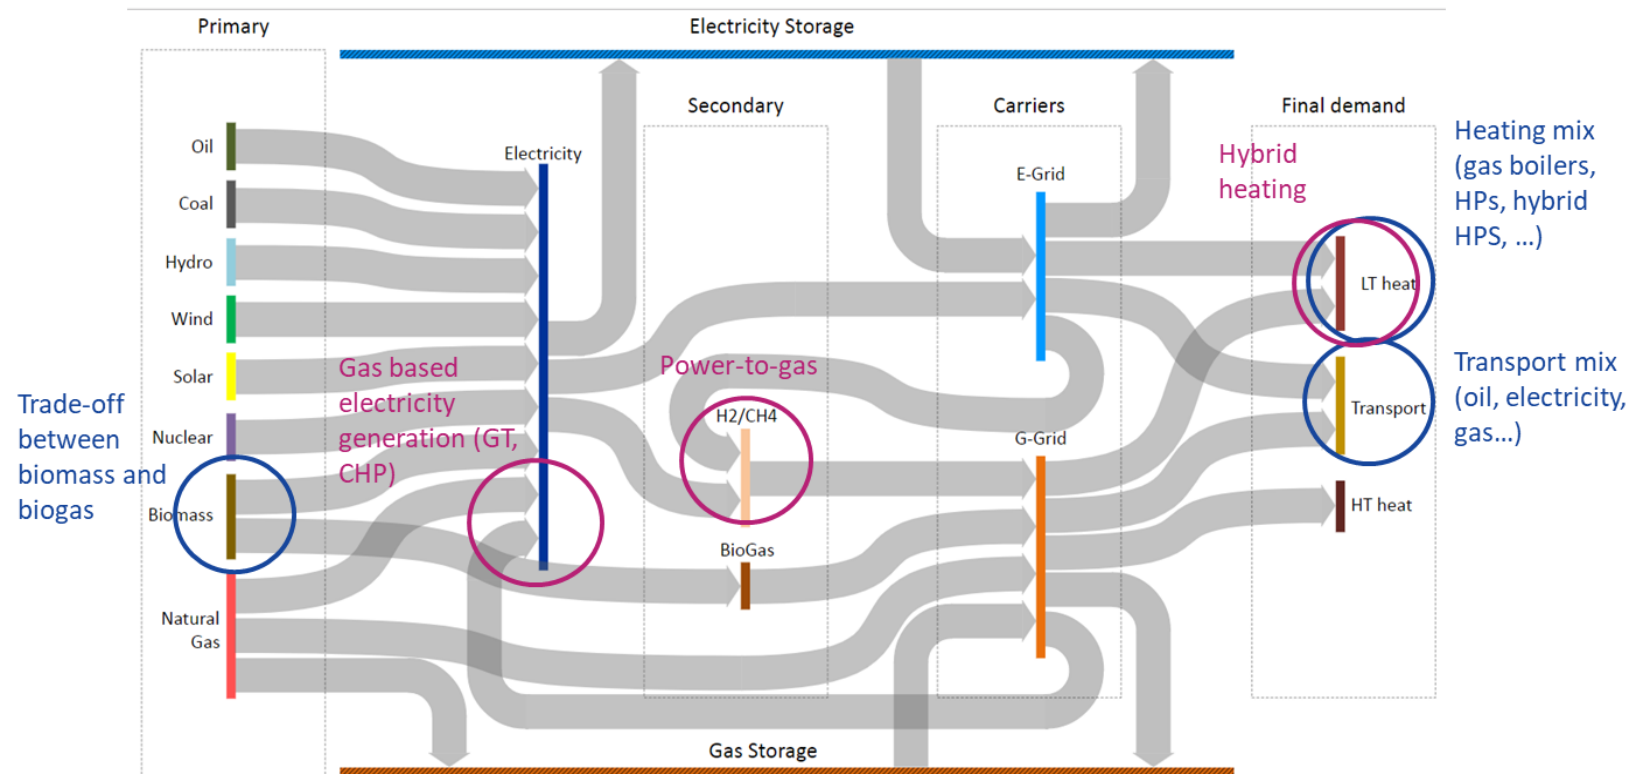 Primary
Electricity Storage
Secondary
Carriers
Final demand
Oil
Coal
Hydro
Wind
Solar
Nuclear
Biomass
Natural
Gas
Trade-off
between
biomass and
biogas
Electricity
Gas based
electricity
generation (GT,
CHP)
Power-to-gas
H2/CH4
BioGas
E-Grid
G-Grid
Hybrid
heating
LT heat
Transport
HT heat
Heating mix
(gas boilers,
HPs, hybrid
HPS, ...)
Transport mix
(oil, electricity,
gas...)
Gas Storage